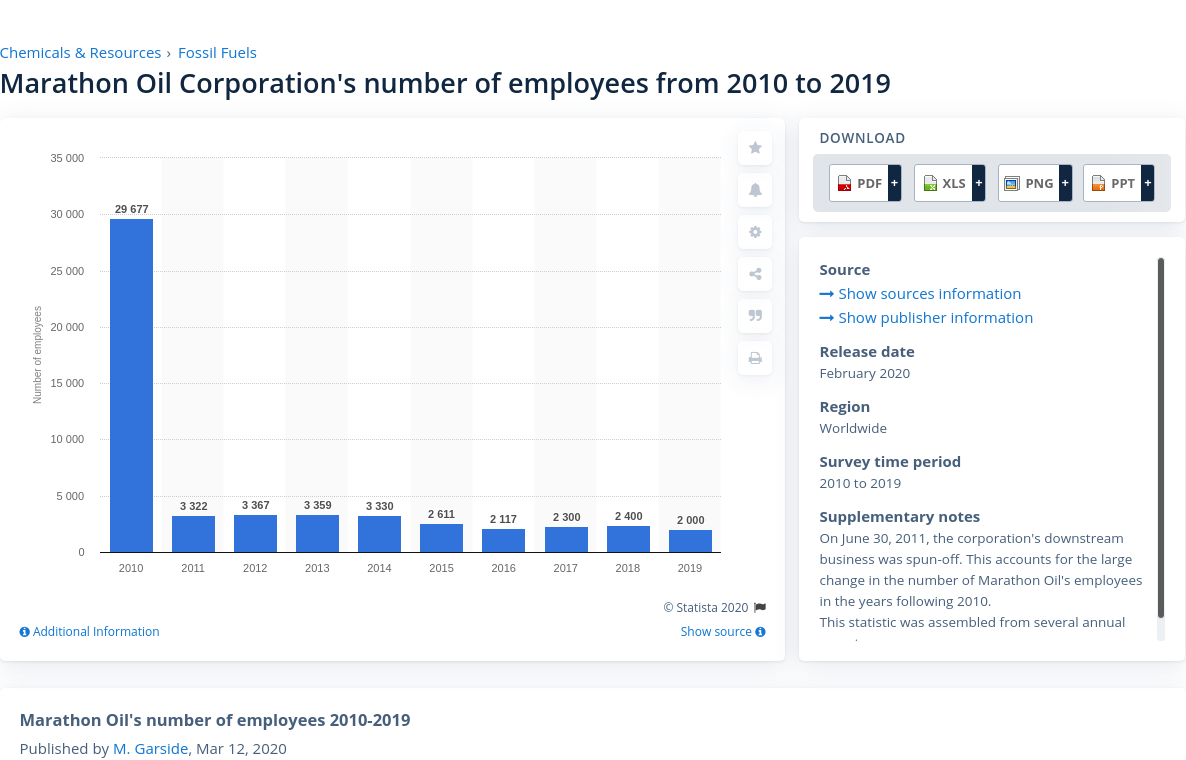 Chemicals & Resources › Fossil Fuels
Marathon Oil Corporation's number of employees from 2010 to 2019
35 000
30 000
25 000
20 000
15 000
10 000
5 000
0
Number of employees
29 677
3 322
3 367
3 359
3 330
2 611
2 117
2 300
2 400
2 000
2010 2011 2012 2013 2014 2015 2016 2017 2018 2019
© Statista 2020
Additional Information
Show source
DOWNLOAD
PDF + XLS + PNG + PPT +
Source
Show sources information
Show publisher information
Release date
February 2020
Region
Worldwide
Survey time period
2010 to 2019
Supplementary notes
On June 30, 2011, the corporation's downstream
business was spun-off. This accounts for the large
change in the number of Marathon Oil's employees
in the years following 2010.
This statistic was assembled from several annual
Marathon Oil's number of employees 2010-2019
Published by M. Garside, Mar 12, 2020